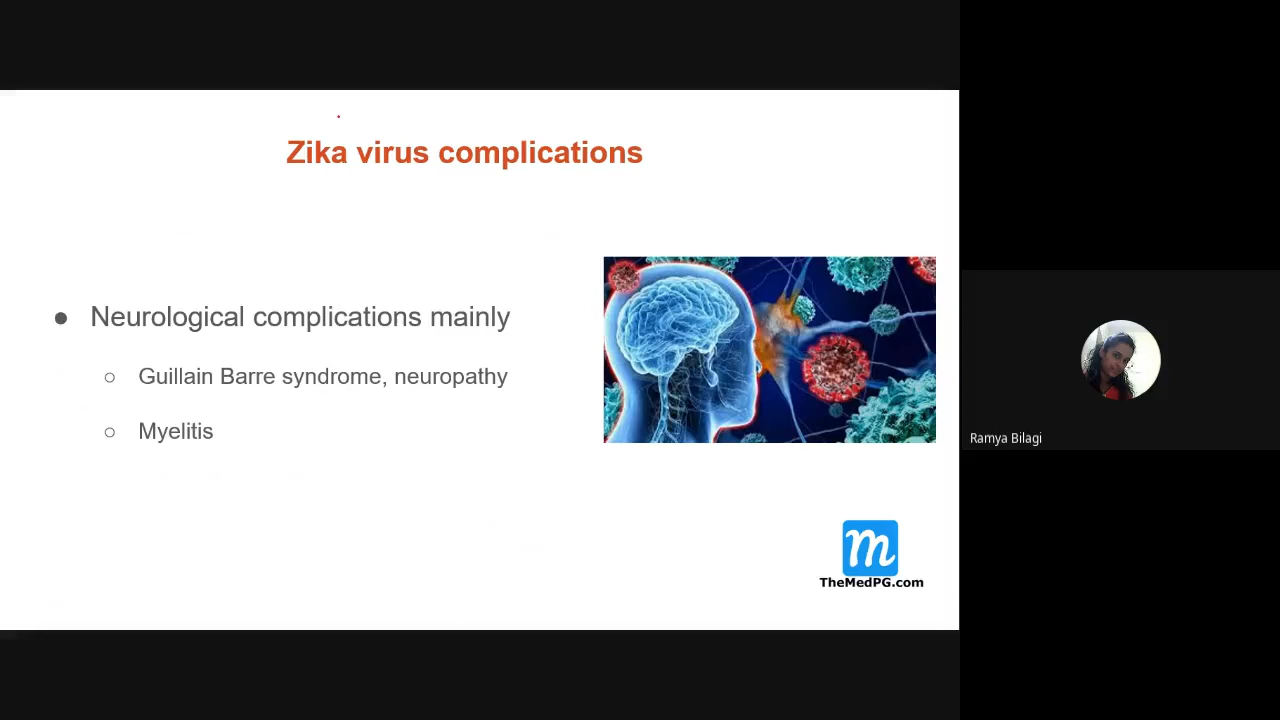 Zika virus complications
Neurological complications mainly
Guillain Barre syndrome, neuropathy
Myelitis
m
TheMedPG.com
Ramya Bilagi